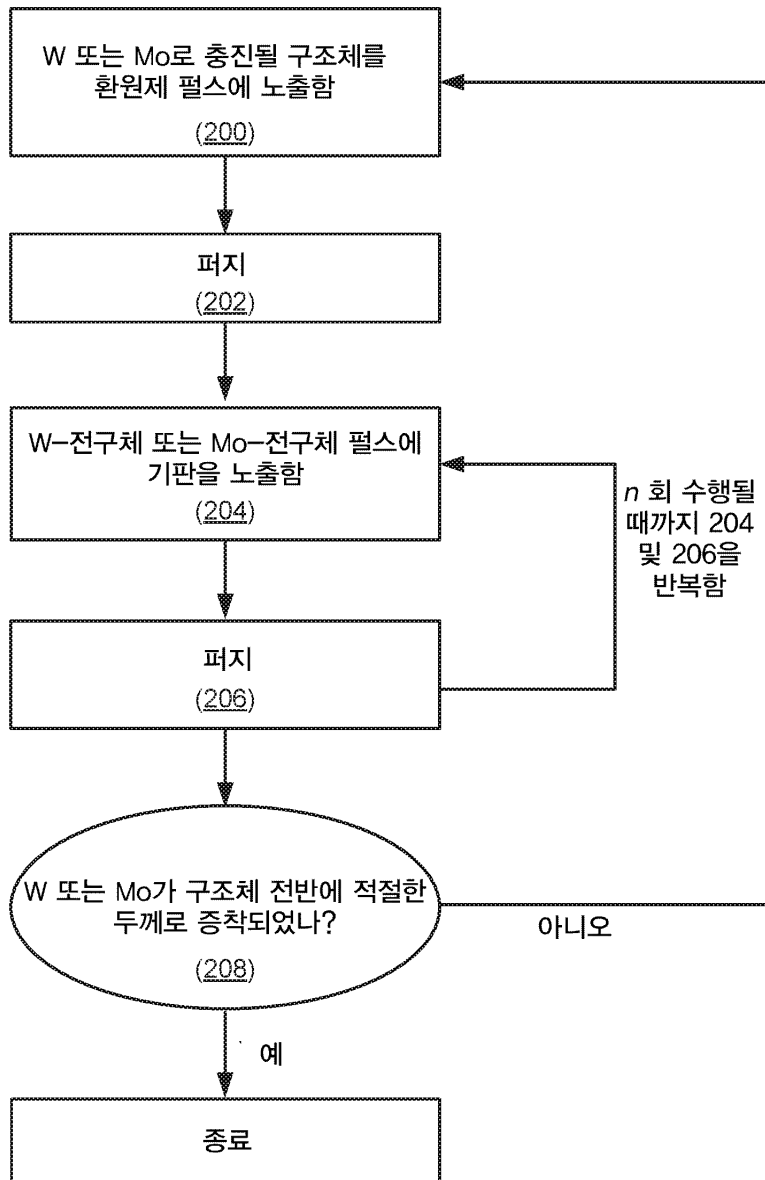 W 또는 Mo로 충진될 구조체를
환원제 펄스에 노출함
(200)
퍼지
(202)
W-전구체 또는 Mo-전구체 펄스에
기판을 노출함
(204)
n 회 수행될
때까지 204
및 206을
반복함
퍼지
(206)
W 또는 Mo가 구조체 전반에 적절한
두께로 증착되었나?
(208)
아니오
예
종료